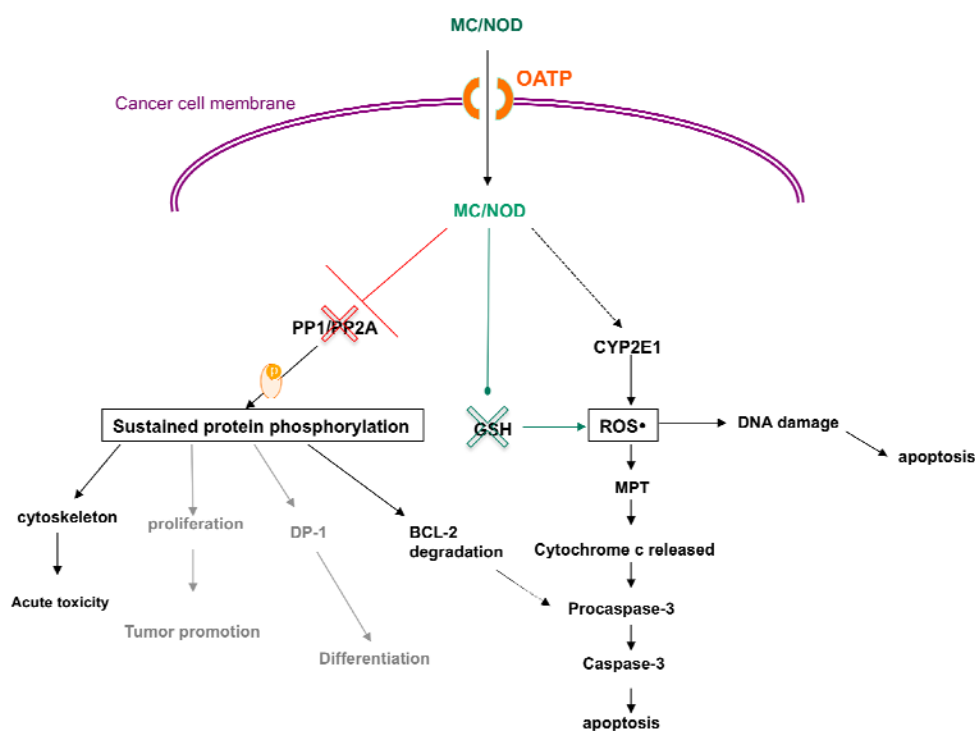 MC/NOD
OATP
Cancer cell membrane
MC/NOD
PP1/PP2A
CYP2E1
P
Sustained protein phosphorylation
GSH
ROS•
DNA damage
apoptosis
MPT
cytoskeleton
proliferation
DP-1
BCL-2
degradation
Cytochrome c released
Acute toxicity
Procaspase-3
Tumor promotion
Differentiation
Caspase-3
apoptosis